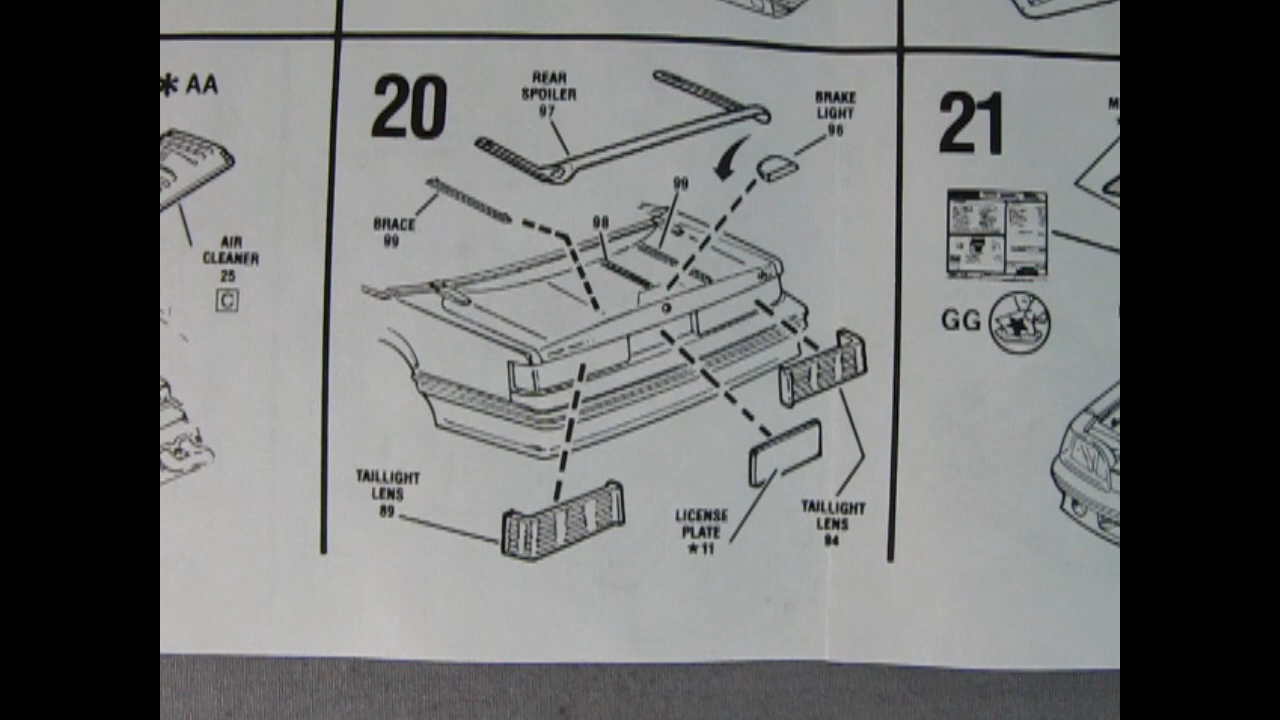 * AA
AIR
CLEANER
25
C
20
REAR
SPOILER
97
BRAKE
LIGHT
96
BRACE
99
98
99
TAILLIGHT
LENS
89
LICENSE
PLATE
★11
TAILLIGHT
LENS
94
21
M
GG